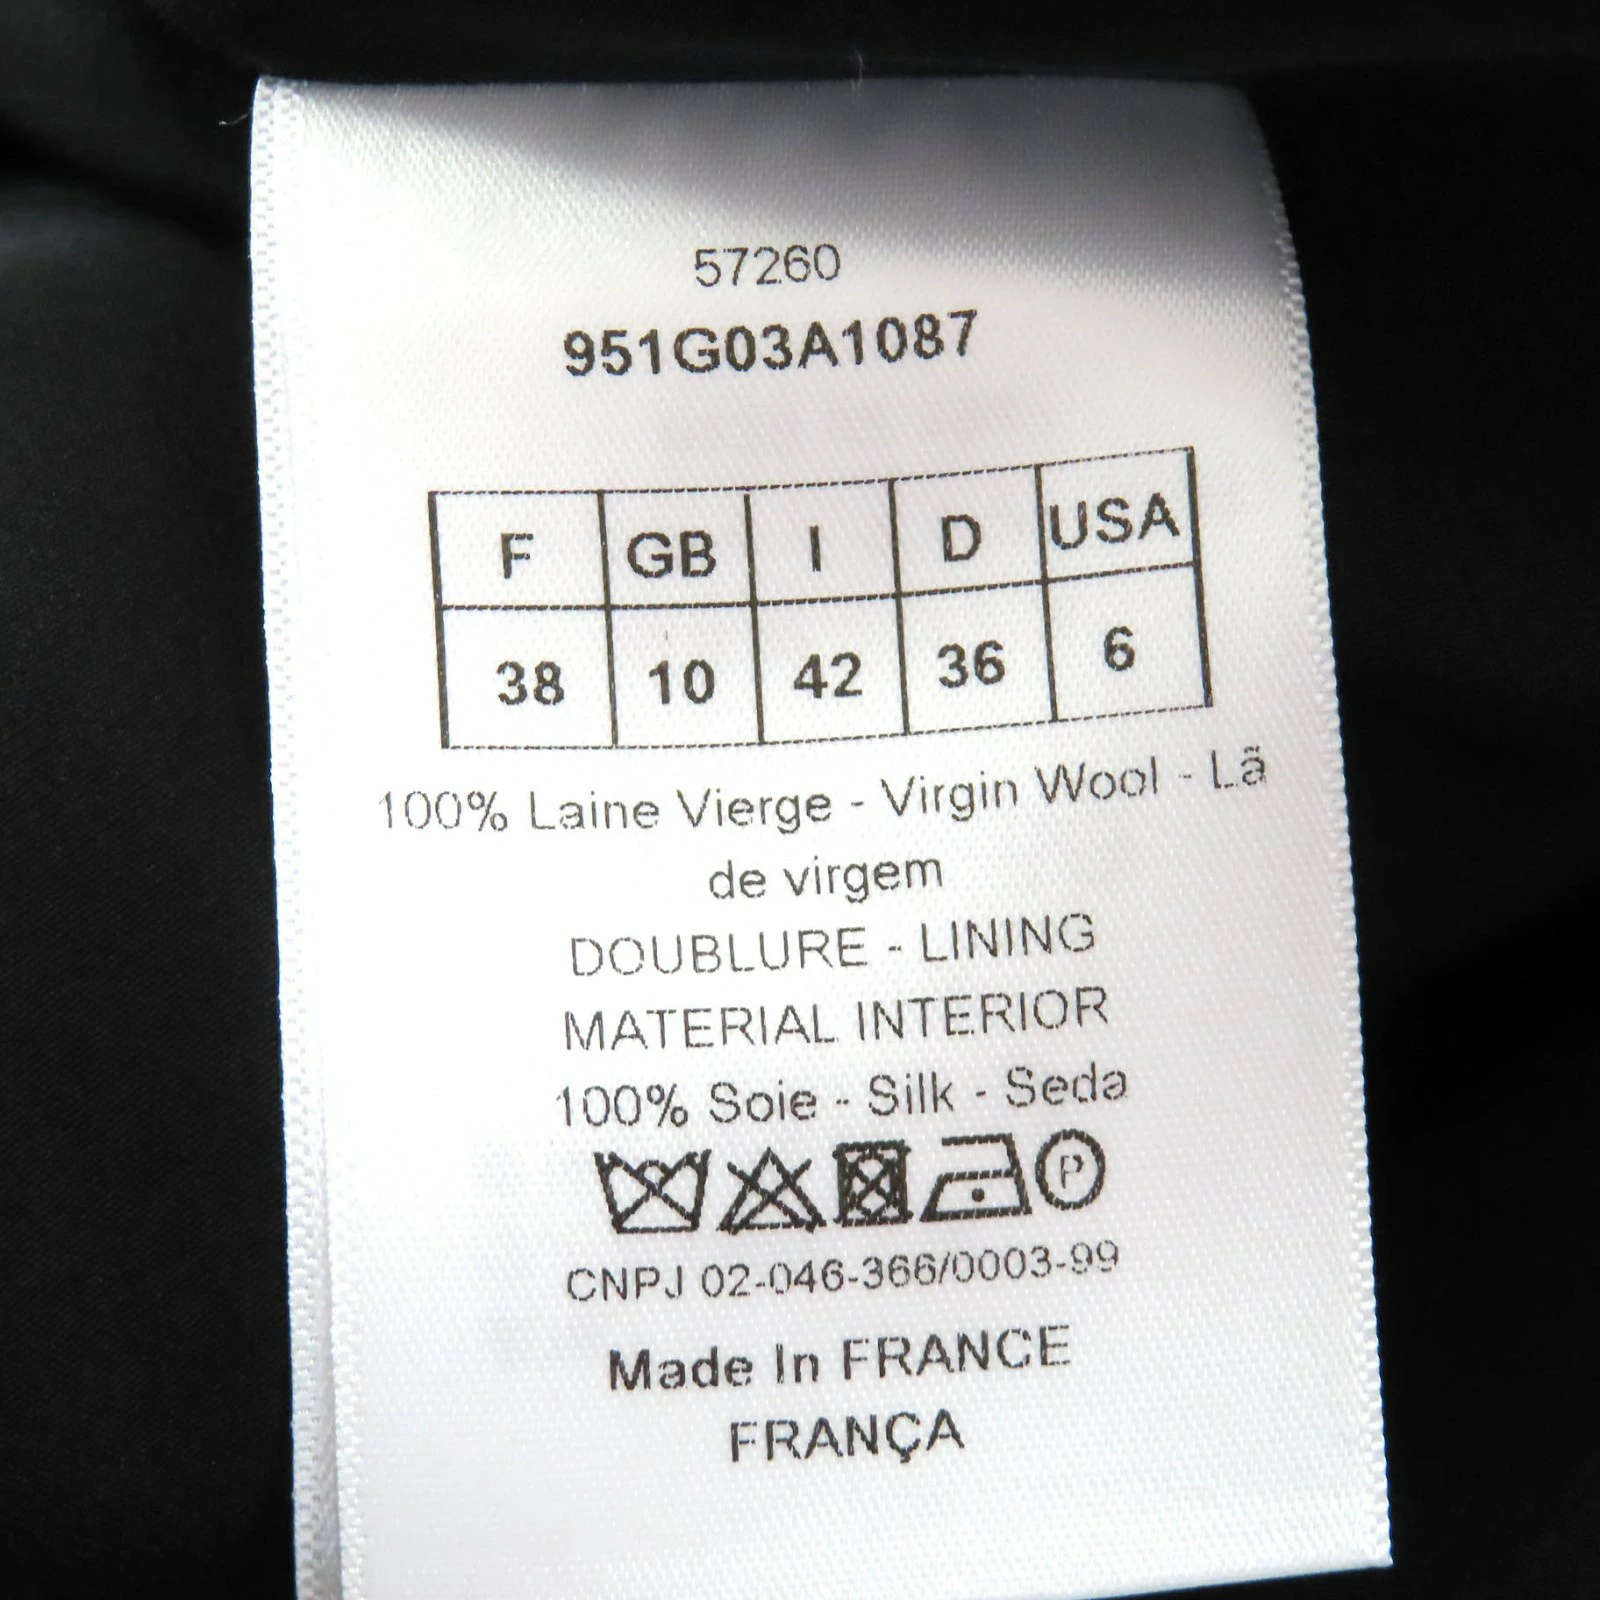 57260
951G03A1087
F GB I D USA
38 10 42 36 6
100% Laine Vierge - Virgin Wool - Lã
de virgem
DOUBLURE - LINING
MATERIAL INTERIOR
100% Soie - Silk - Seda
P
CNPJ 02-046-366/0003-99
Made In FRANCE
FRANÇA